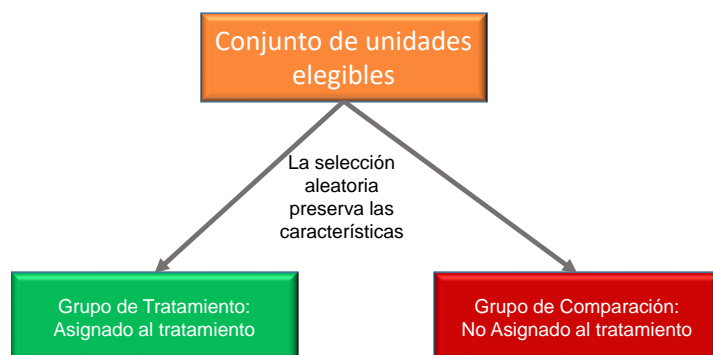 Conjunto de unidades
elegibles
La selección
aleatoria
preserva las
características
Grupo de Tratamiento:
Asignado al tratamiento
Grupo de Comparación:
No Asignado al tratamiento